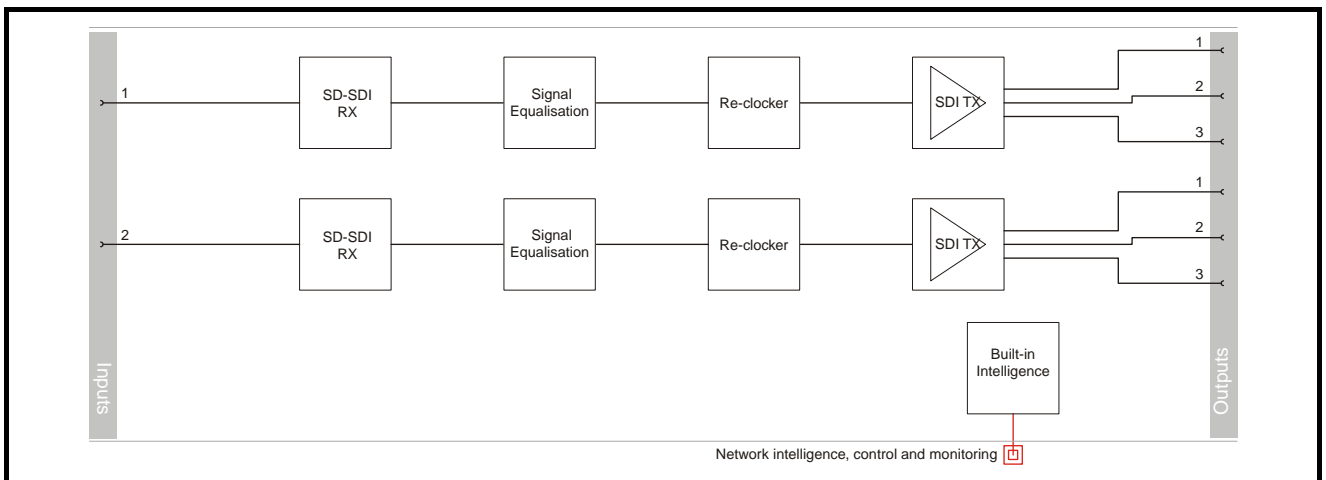 1
SD-SDI
RX
Signal
Equalisation
Re-clocker
SDI TX
1
2
3
2
SD-SDI
RX
Signal
Equalisation
Re-clocker
SDI TX
1
2
3
Inputs
Outputs
Built-in
Intelligence
Network intelligence, control and monitoring